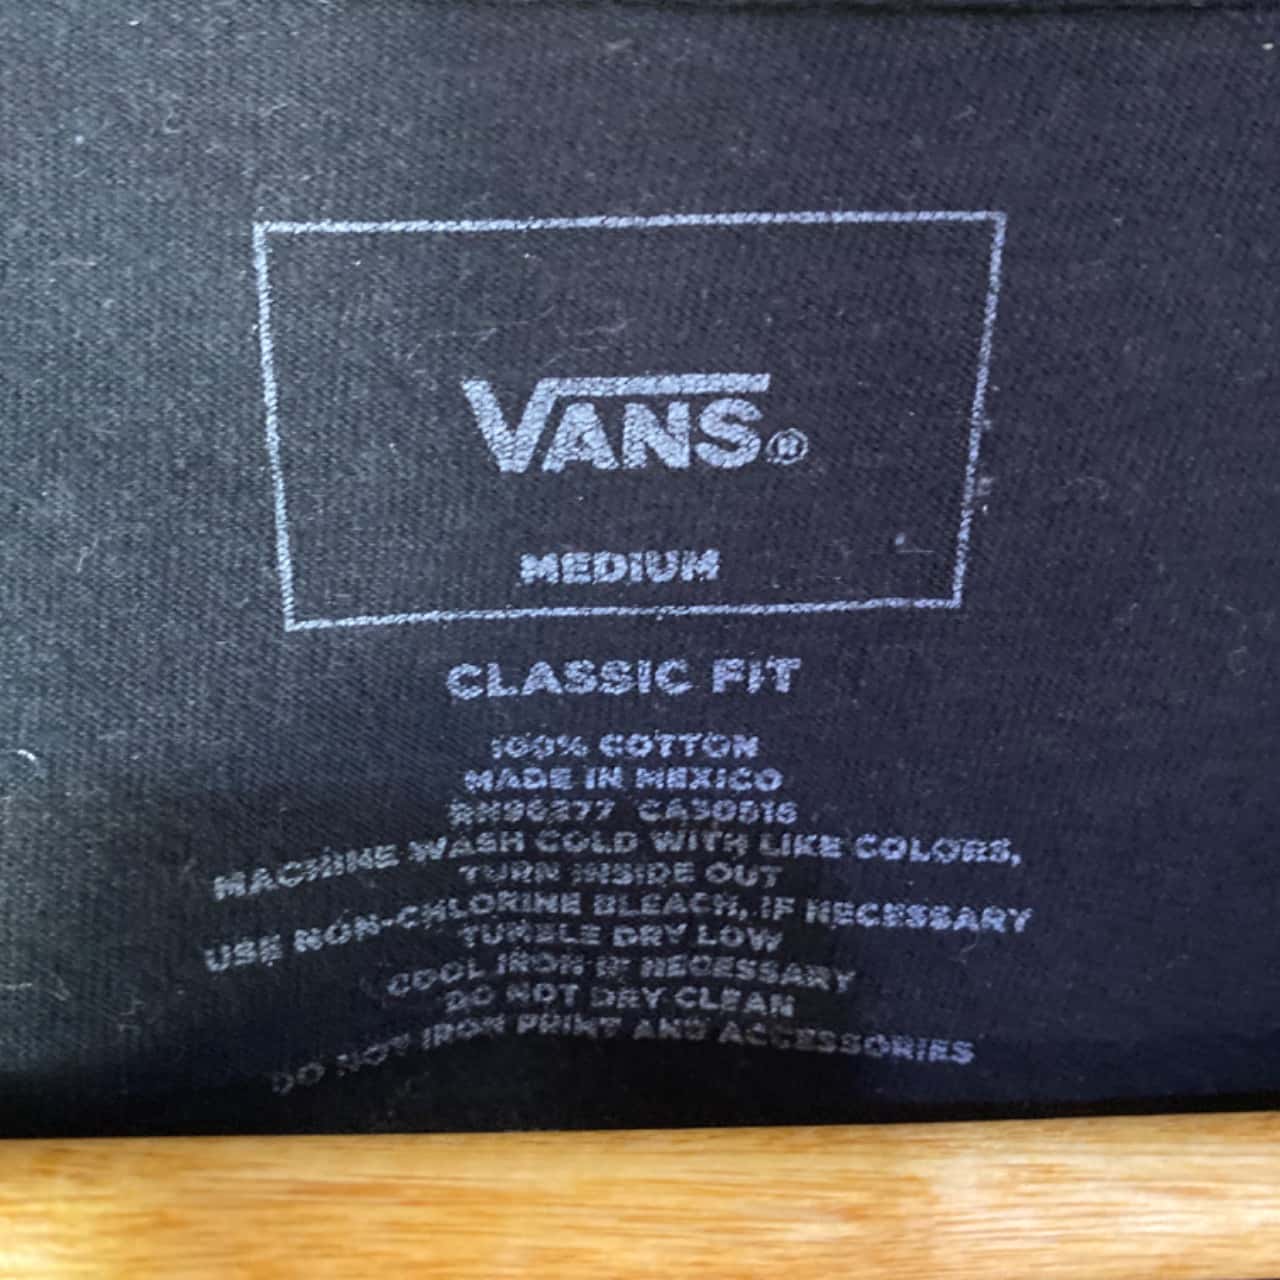 VANS®
MEDIUM
CLASSIC FIT
100% COTTON
MADE IN MEXICO
CA30516
MACHINE WASH COLD WITH LIKE COLORS,
TURN INSIDE OUT
USE NON-CHLORINE BLEACH, IF NECESSARY
TUMBLE DRY LOW
COOL IRON IF NECESSARY
DO NOT DRY CLEAN
DO NOT IRON PRINT AND ACCESSORIES